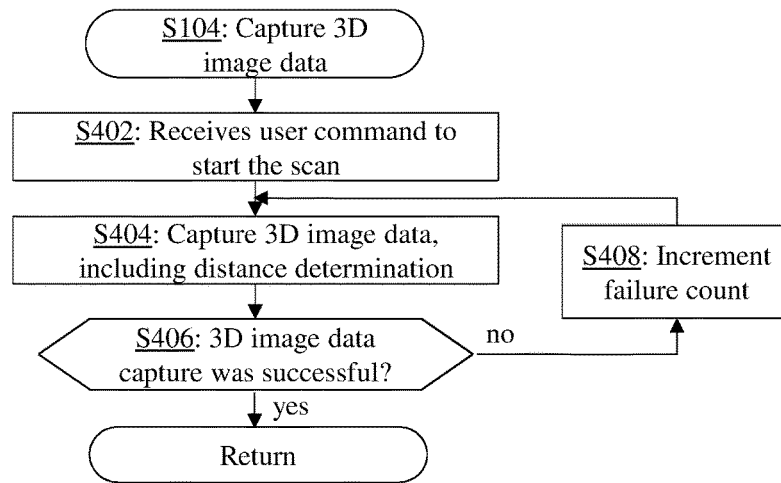 S104: Capture 3D
image data
S402: Receives user command to
start the scan
S404: Capture 3D image data,
including distance determination
S408: Increment
failure count
S406: 3D image data
capture was successful?
no
yes
Return